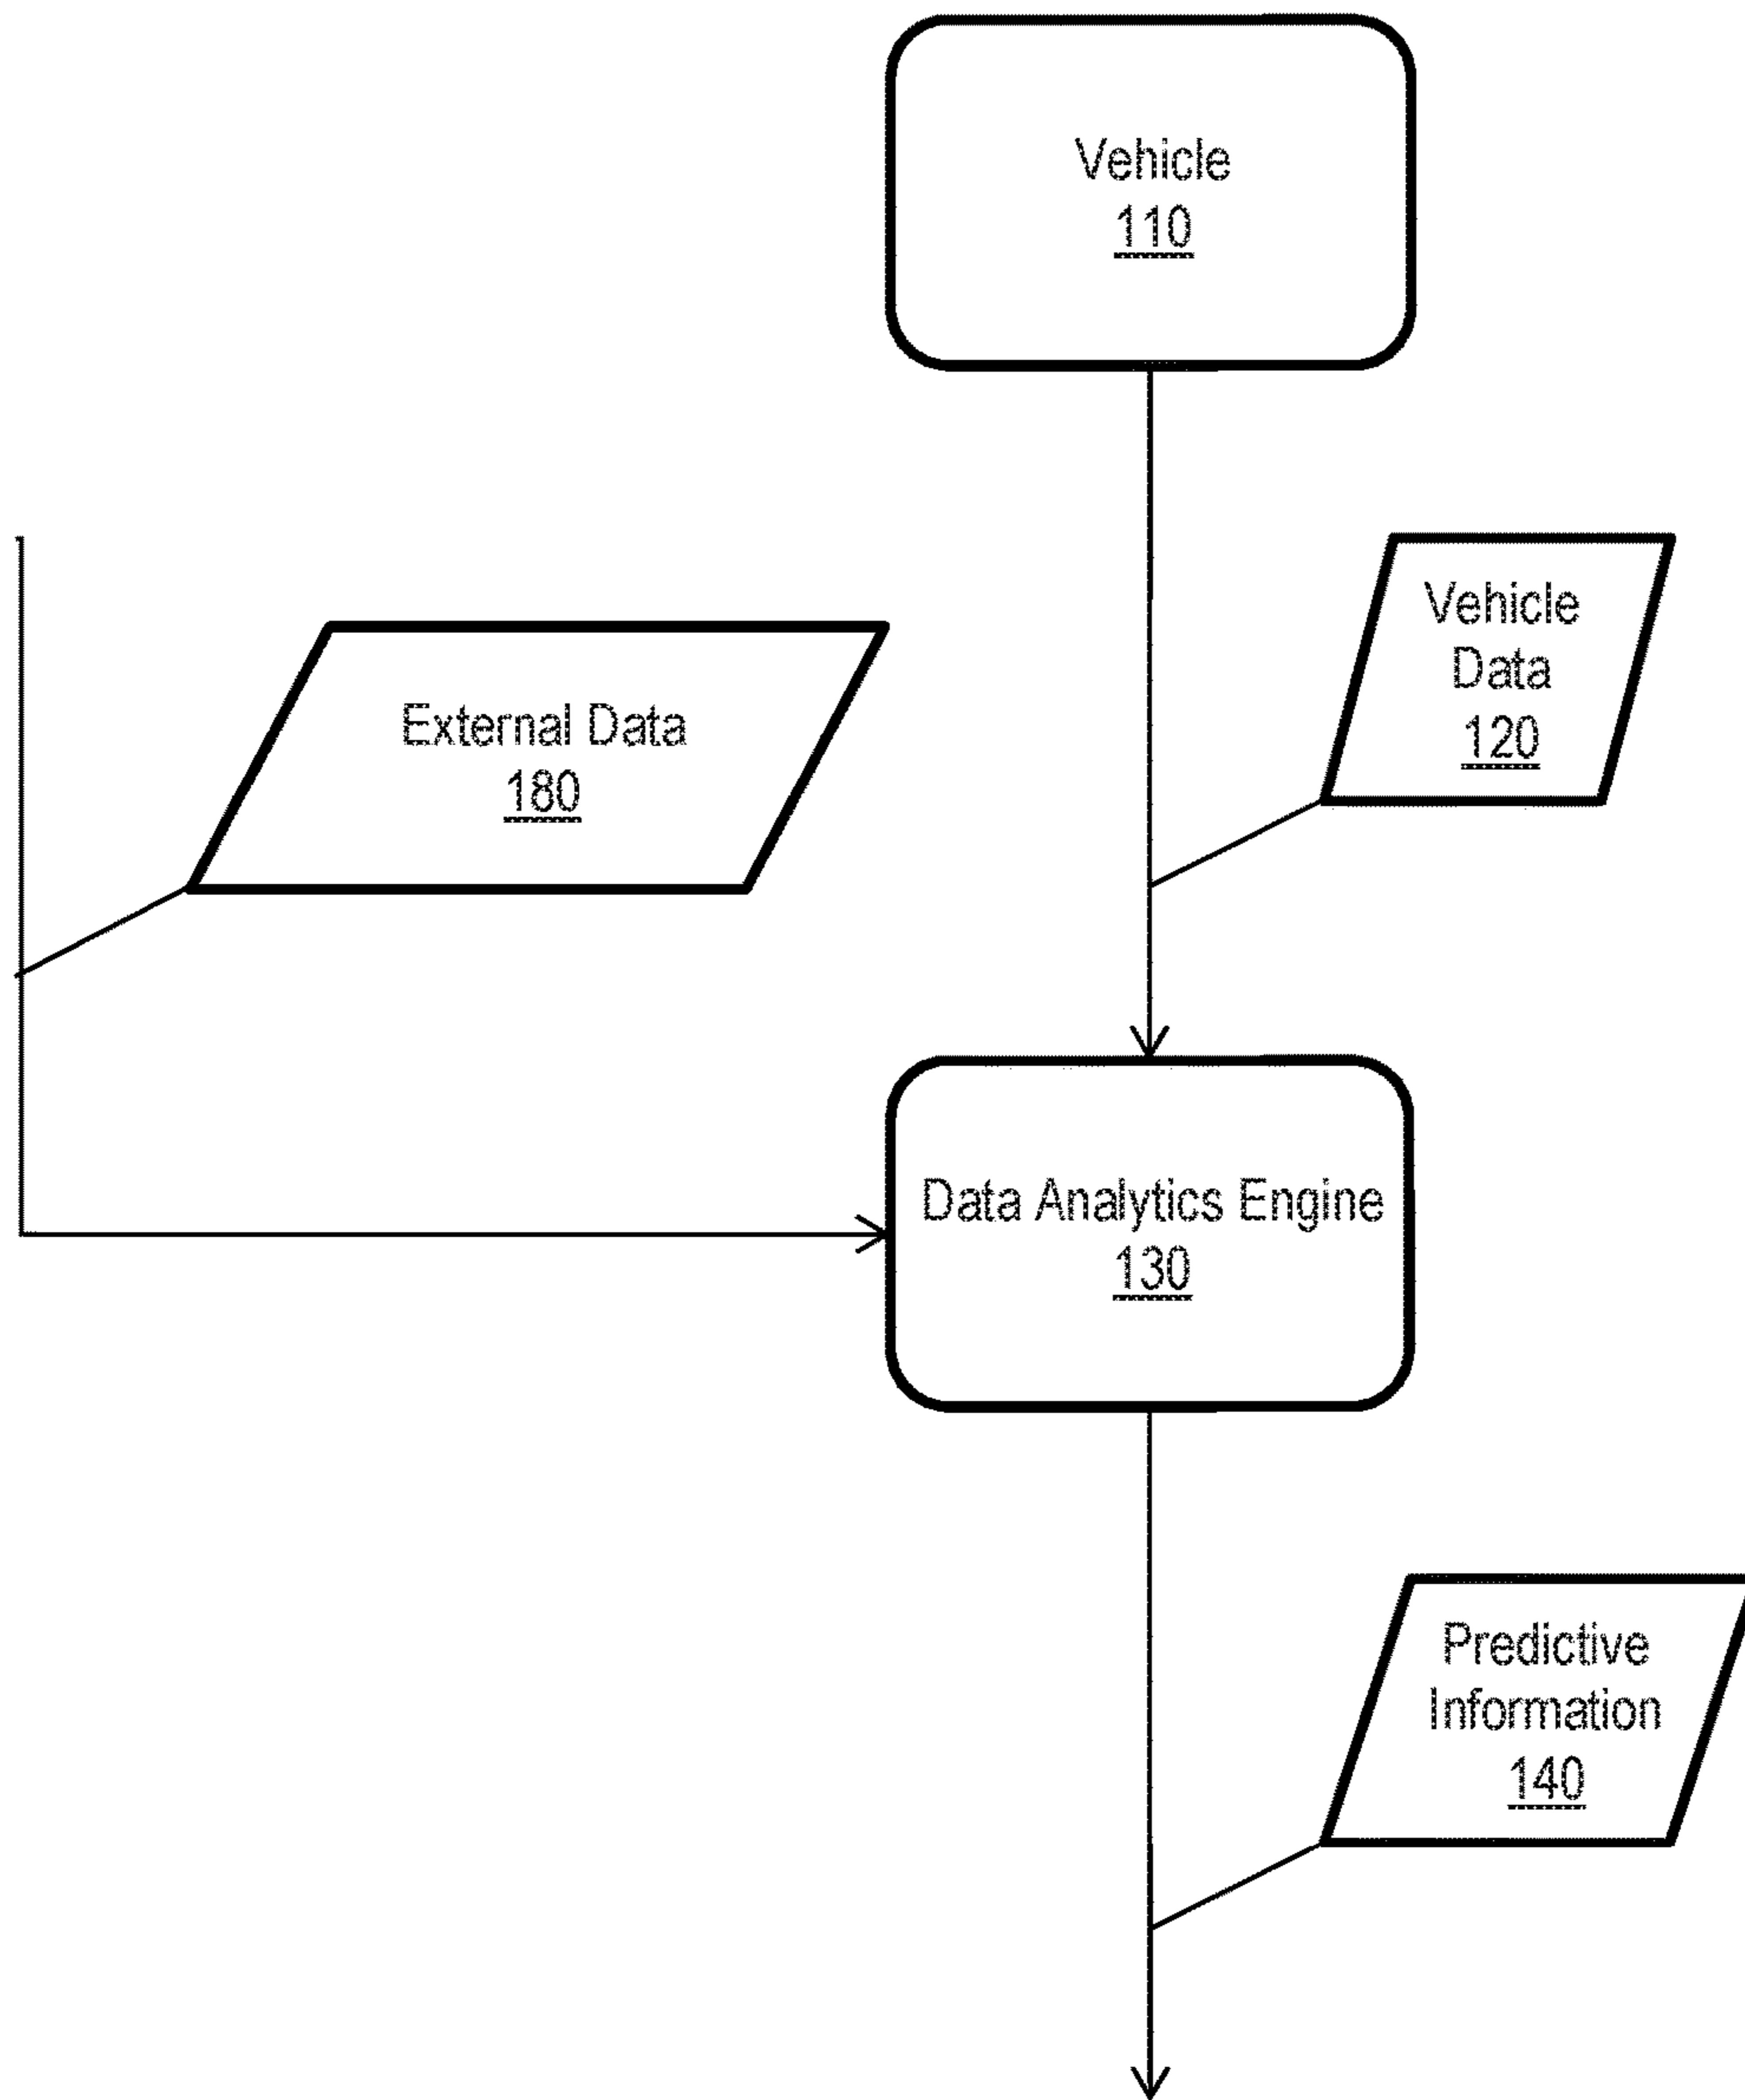 Vehicle
110
Vehicle
Data
120
External Data
180
Data Analytics Engine
130
Predictive
Information
140